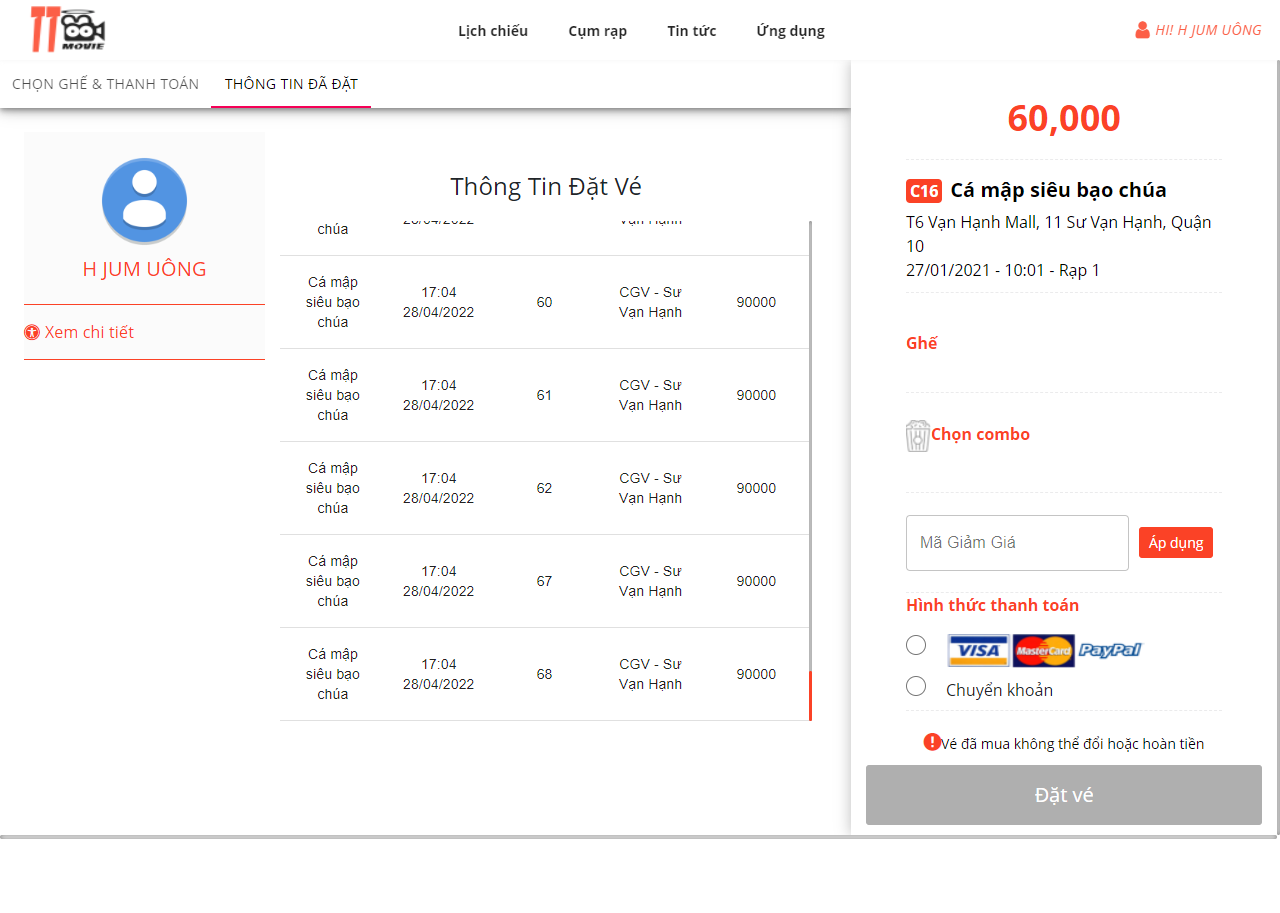 TT MOVIE
Lịch chiếu
Cụm rạp
Tin tức
Ứng dụng
HI! H JUM UÔNG
CHỌN GHẾ & THANH TOÁN
THÔNG TIN ĐÃ ĐẶT
H JUM UÔNG
Xem chi tiết
Thông Tin Đặt Vé
chúa
28/04/2022
Vạn Hạnh
Cá mập
siêu bạo
chúa
17:04
28/04/2022
60
CGV - Sư
Vạn Hạnh
90000
Cá mập
siêu bạo
chúa
17:04
28/04/2022
61
CGV - Sư
Vạn Hạnh
90000
Cá mập
siêu bạo
chúa
17:04
28/04/2022
62
CGV - Sư
Vạn Hạnh
90000
Cá mập
siêu bạo
chúa
17:04
28/04/2022
67
CGV - Sư
Vạn Hạnh
90000
Cá mập
siêu bạo
chúa
17:04
28/04/2022
68
CGV - Sư
Vạn Hạnh
90000
60,000
C16 Cá mập siêu bạo chúa
T6 Vạn Hạnh Mall, 11 Sư Vạn Hạnh, Quận
10
27/01/2021 - 10:01 - Rạp 1
Ghế
Chọn combo
Mã Giảm Giá
Áp dụng
Hình thức thanh toán
VISA MasterCard PayPal
Chuyển khoản
Vé đã mua không thể đổi hoặc hoàn tiền
Đặt vé